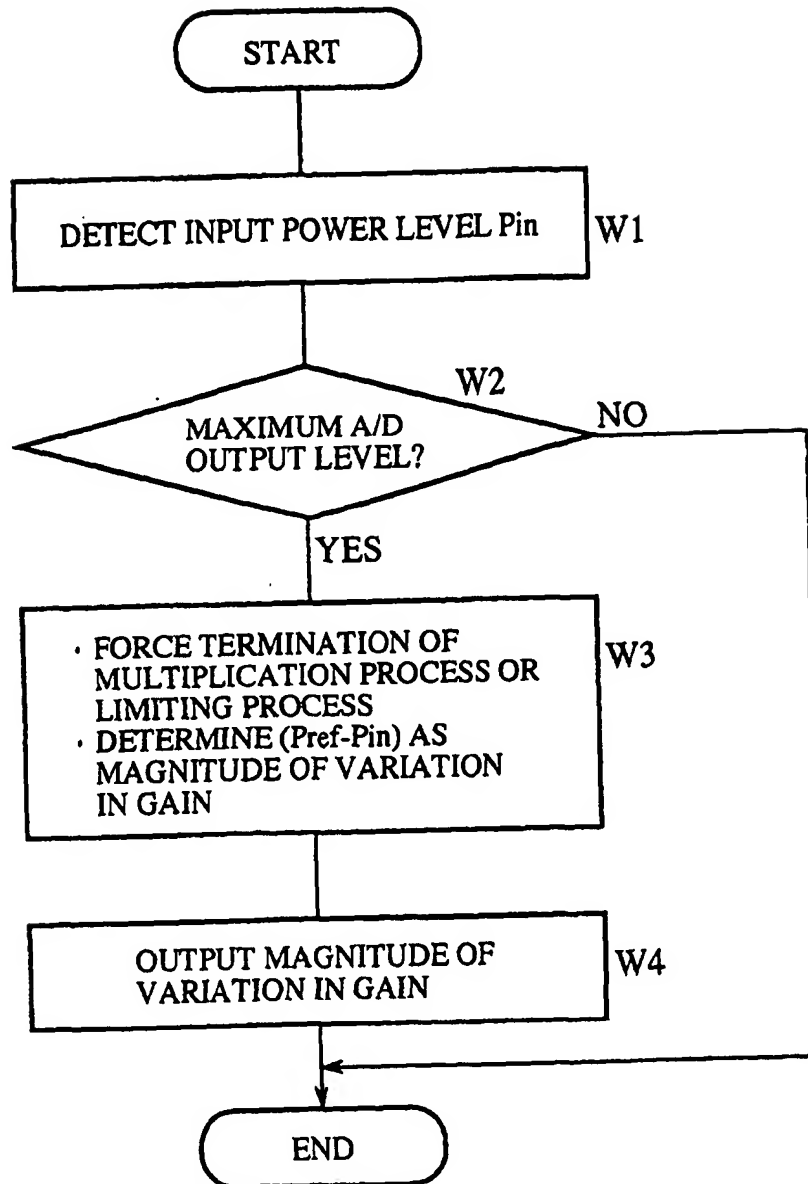 START
DETECT INPUT POWER LEVEL Pin
W1
W2
MAXIMUM A/D
OUTPUT LEVEL?
NO
YES
· FORCE TERMINATION OF
MULTIPLICATION PROCESS OR
LIMITING PROCESS
· DETERMINE (Pref-Pin) AS
MAGNITUDE OF VARIATION
IN GAIN
W3
OUTPUT MAGNITUDE OF
VARIATION IN GAIN
W4
END